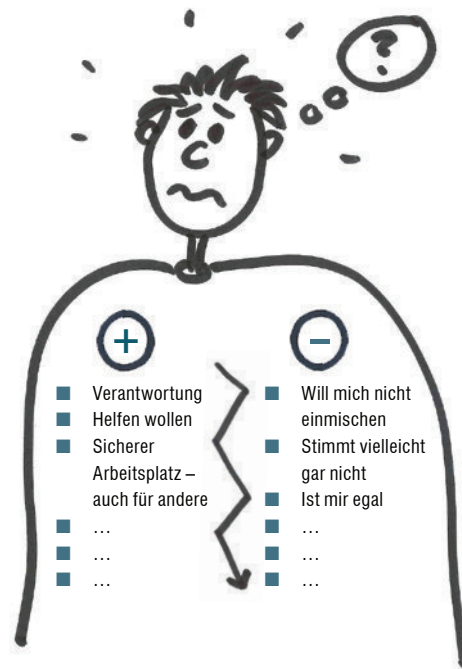 ?
+
Verantwortung
Helfen wollen
Sicherer
Arbeitsplatz –
auch für andere
…
…
…
–
Will mich nicht
einmischen
Stimmt vielleicht
gar nicht
Ist mir egal
…
…
…